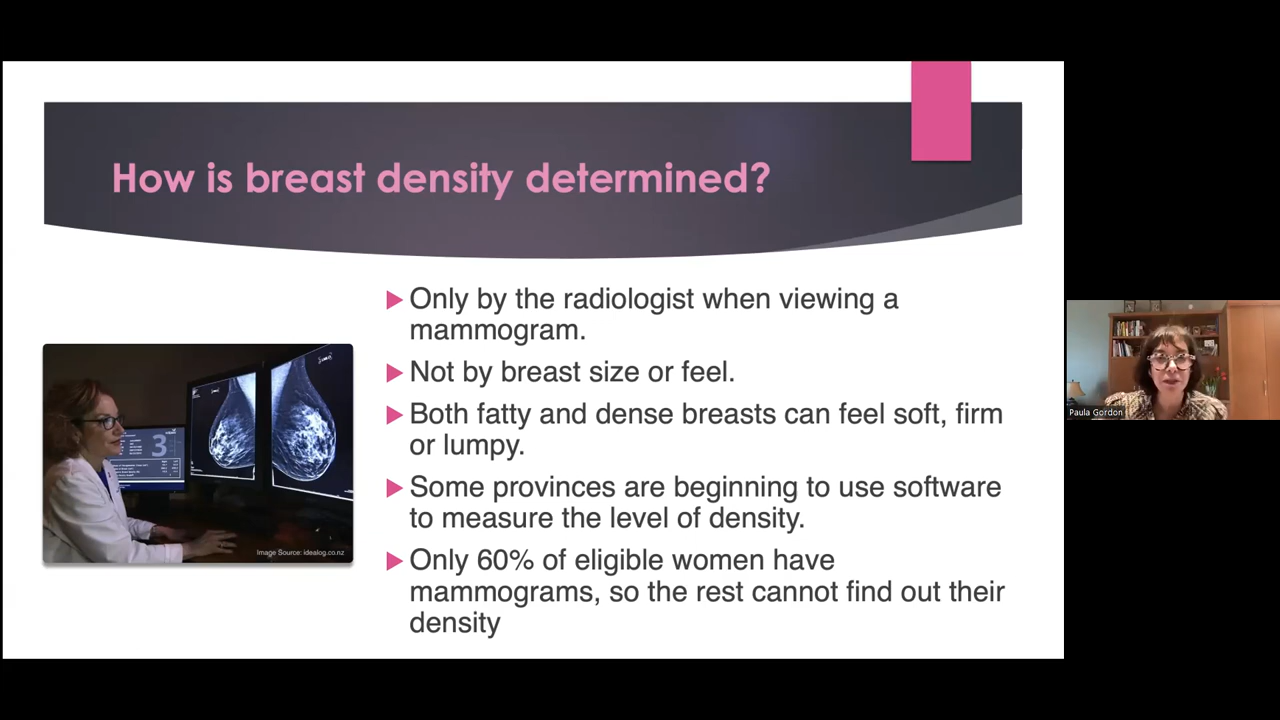 How is breast density determined?
Only by the radiologist when viewing a
mammogram.
Not by breast size or feel.
Both fatty and dense breasts can feel soft, firm
or lumpy.
Some provinces are beginning to use software
to measure the level of density.
Only 60% of eligible women have
mammograms, so the rest cannot find out their
density
3
Image Source: idealog.co.nz
Paula Gordon